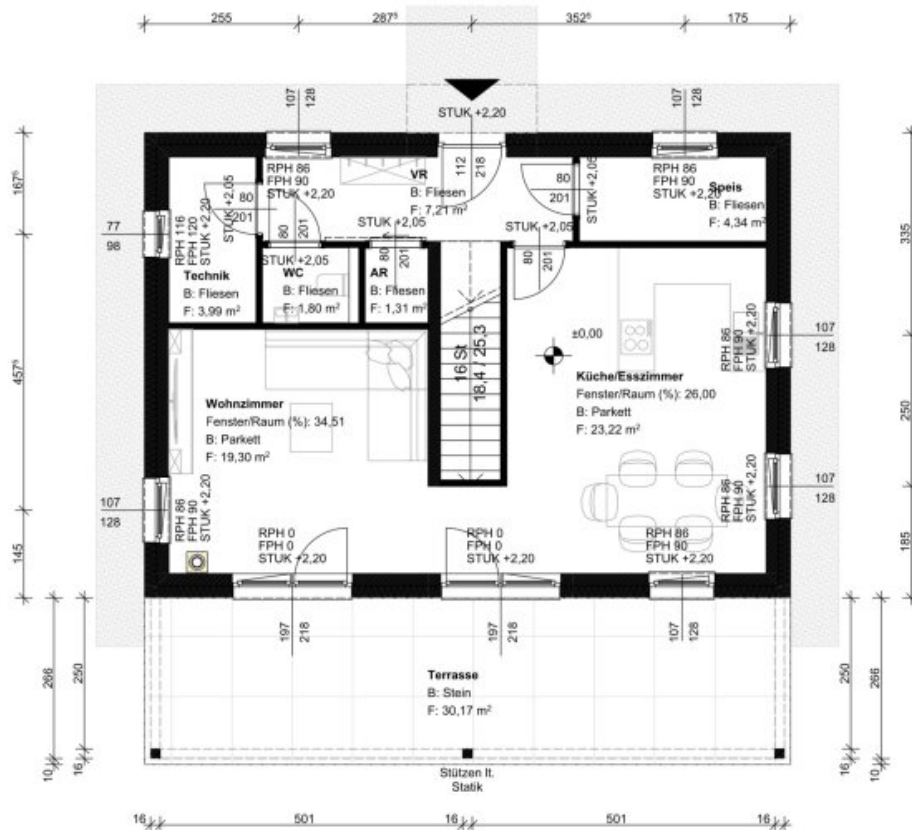 255 287⁵ 352⁵ 175
107
128
STUK +2,20
107
128
167⁵
RPH 86
FPH 90
STUK +2,20
112
218
VR
B: Fliesen
F: 7,21 m²
80
201
STUK +2,05
RPH 86
FPH 90
STUK +2,20
Speis
B: Fliesen
F: 4,34 m²
335
77
98
RPH 116
FPH 120
STUK +2,20
STUK +2,05
80
201
80
201
STUK +2,05
STUK +2,05
STUK +2,05
80
201
80
201
Technik
B: Fliesen
F: 3,99 m²
WC
B: Fliesen
F: 1,80 m²
AR
B: Fliesen
F: 1,31 m²
457⁵
16 St
18,4 / 25,3
±0,00
RPH 86
FPH 90
STUK +2,20
107
128
Küche/Esszimmer
Fenster/Raum (%): 26,00
B: Parkett
F: 23,22 m²
Wohnzimmer
Fenster/Raum (%): 34,51
B: Parkett
F: 19,30 m²
250
107
128
RPH 86
FPH 90
STUK +2,20
RPH 86
FPH 90
STUK +2,20
107
128
145
RPH 0
FPH 0
STUK +2,20
RPH 0
FPH 0
STUK +2,20
RPH 86
FPH 90
STUK +2,20
185
197
218
197
218
107
128
266 250 250 266
Terrasse
B: Stein
F: 30,17 m²
10 16 16 10
Stützen lt.
Statik
16 501 16 501 16